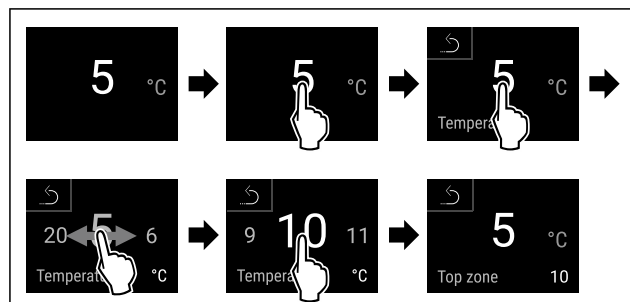 5 °C
5 °C
5 °C
Tempera
20 5 6
Temperat °C
9 10 11
Tempera °C
5 °C
Top zone 10